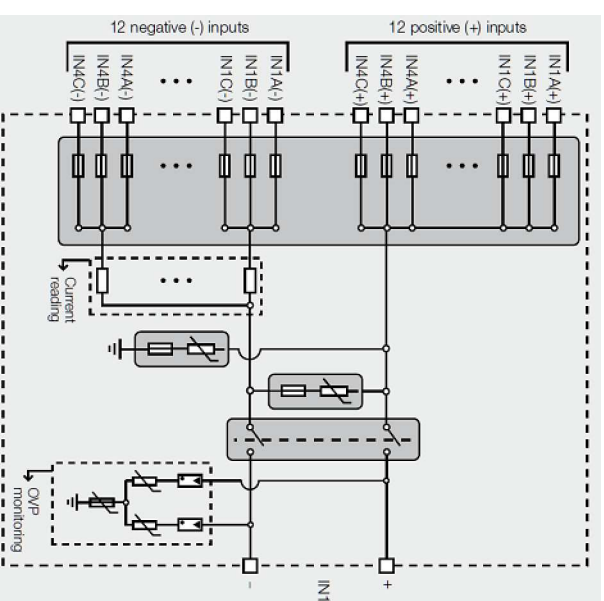 12 negative (-) inputs
12 positive (+) inputs
IN4C(-)
IN4B(-)
IN4A(-)
IN1C(-)
IN1B(-)
IN1A(-)
IN4C(+)
IN4B(+)
IN4A(+)
IN1C(+)
IN1B(+)
IN1A(+)
Current
reading
OVP
monitoring
-
IN1
+